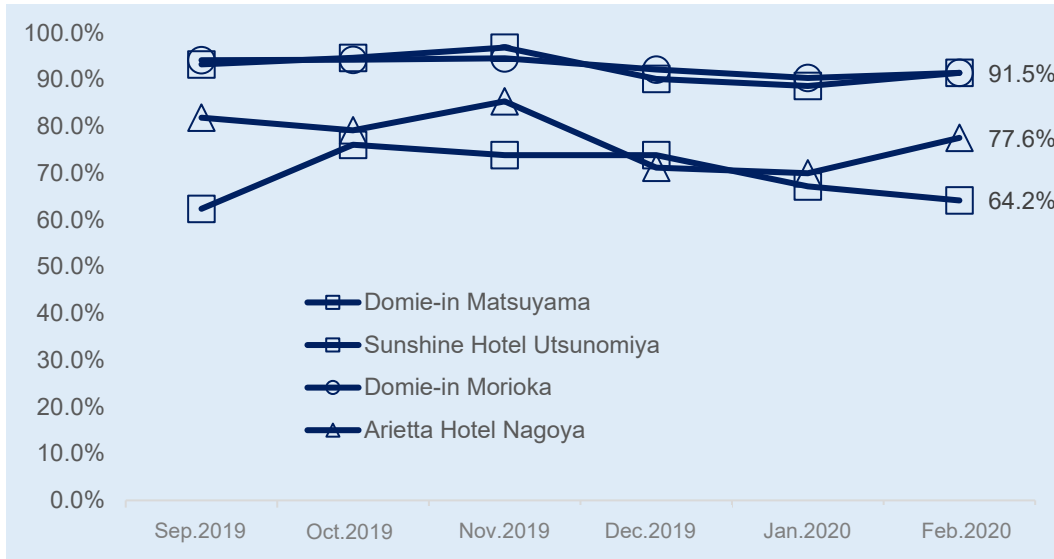 100.0%
90.0%
80.0%
70.0%
60.0%
50.0%
40.0%
30.0%
20.0%
10.0%
0.0%
91.5%
77.6%
64.2%
Domie-in Matsuyama
Sunshine Hotel Utsunomiya
Domie-in Morioka
Arietta Hotel Nagoya
Sep.2019 Oct.2019 Nov.2019 Dec.2019 Jan.2020 Feb.2020